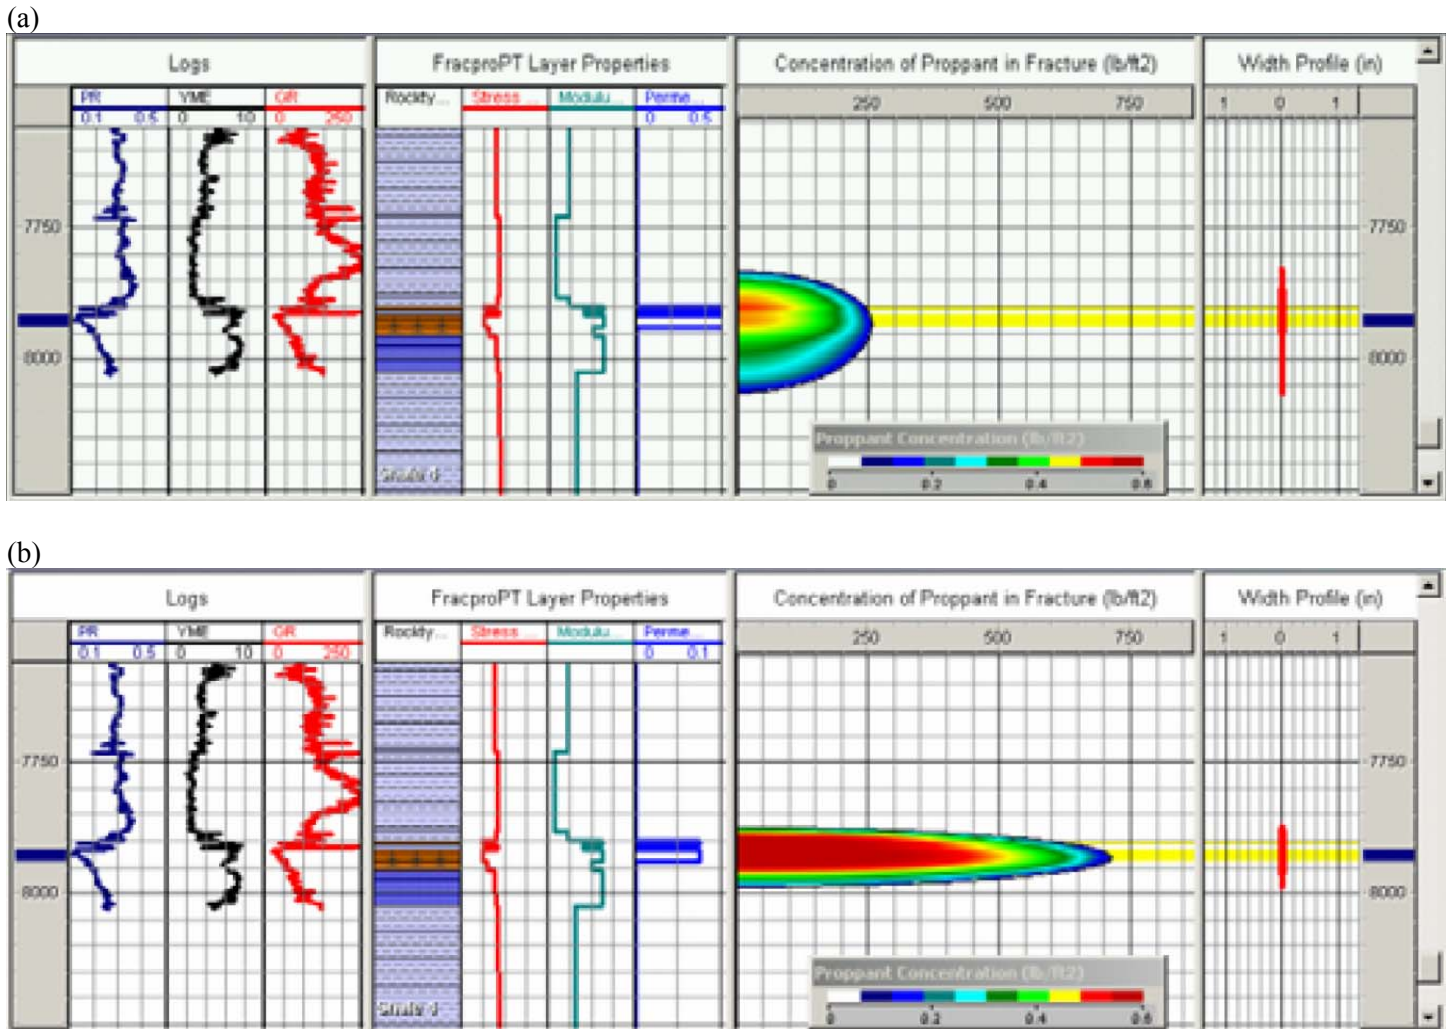 (a)
Logs FracproPT Layer Properties Concentration of Proppant in Fracture (lb/ft2) Width Profile (in)
PR YME GR Rockty... Stress ... Modulu... Perme...
0.1 0.5 0 10 0 250 0 0.5
250 500 750 1 0 1
7750 7750
8000 8000
Proppant Concentration (lb/ft2)
0 0.2 0.4 0.6
(b)
Logs FracproPT Layer Properties Concentration of Proppant in Fracture (lb/ft2) Width Profile (in)
PR YME GR Rockty... Stress ... Modulu... Perme...
0.1 0.5 0 10 0 250 0 0.1
250 500 750 1 0 1
7750 7750
8000 8000
Proppant Concentration (lb/ft2)
0 0.2 0.4 0.6